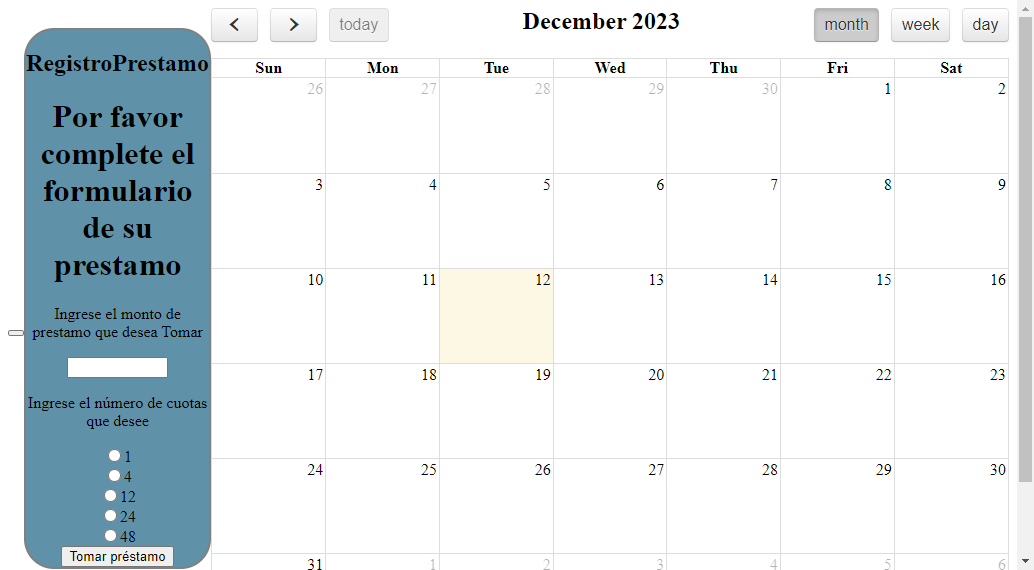 RegistroPrestamo
Por favor
complete el
formulario
de su
prestamo
Ingrese el monto de
prestamo que desea Tomar
Ingrese el número de cuotas
que desee
1
4
12
24
48
Tomar préstamo
today
December 2023
month week day
Sun Mon Tue Wed Thu Fri Sat
26 27 28 29 30 1 2
3 4 5 6 7 8 9
10 11 12 13 14 15 16
17 18 19 20 21 22 23
24 25 26 27 28 29 30
31 1 2 3 4 5 6